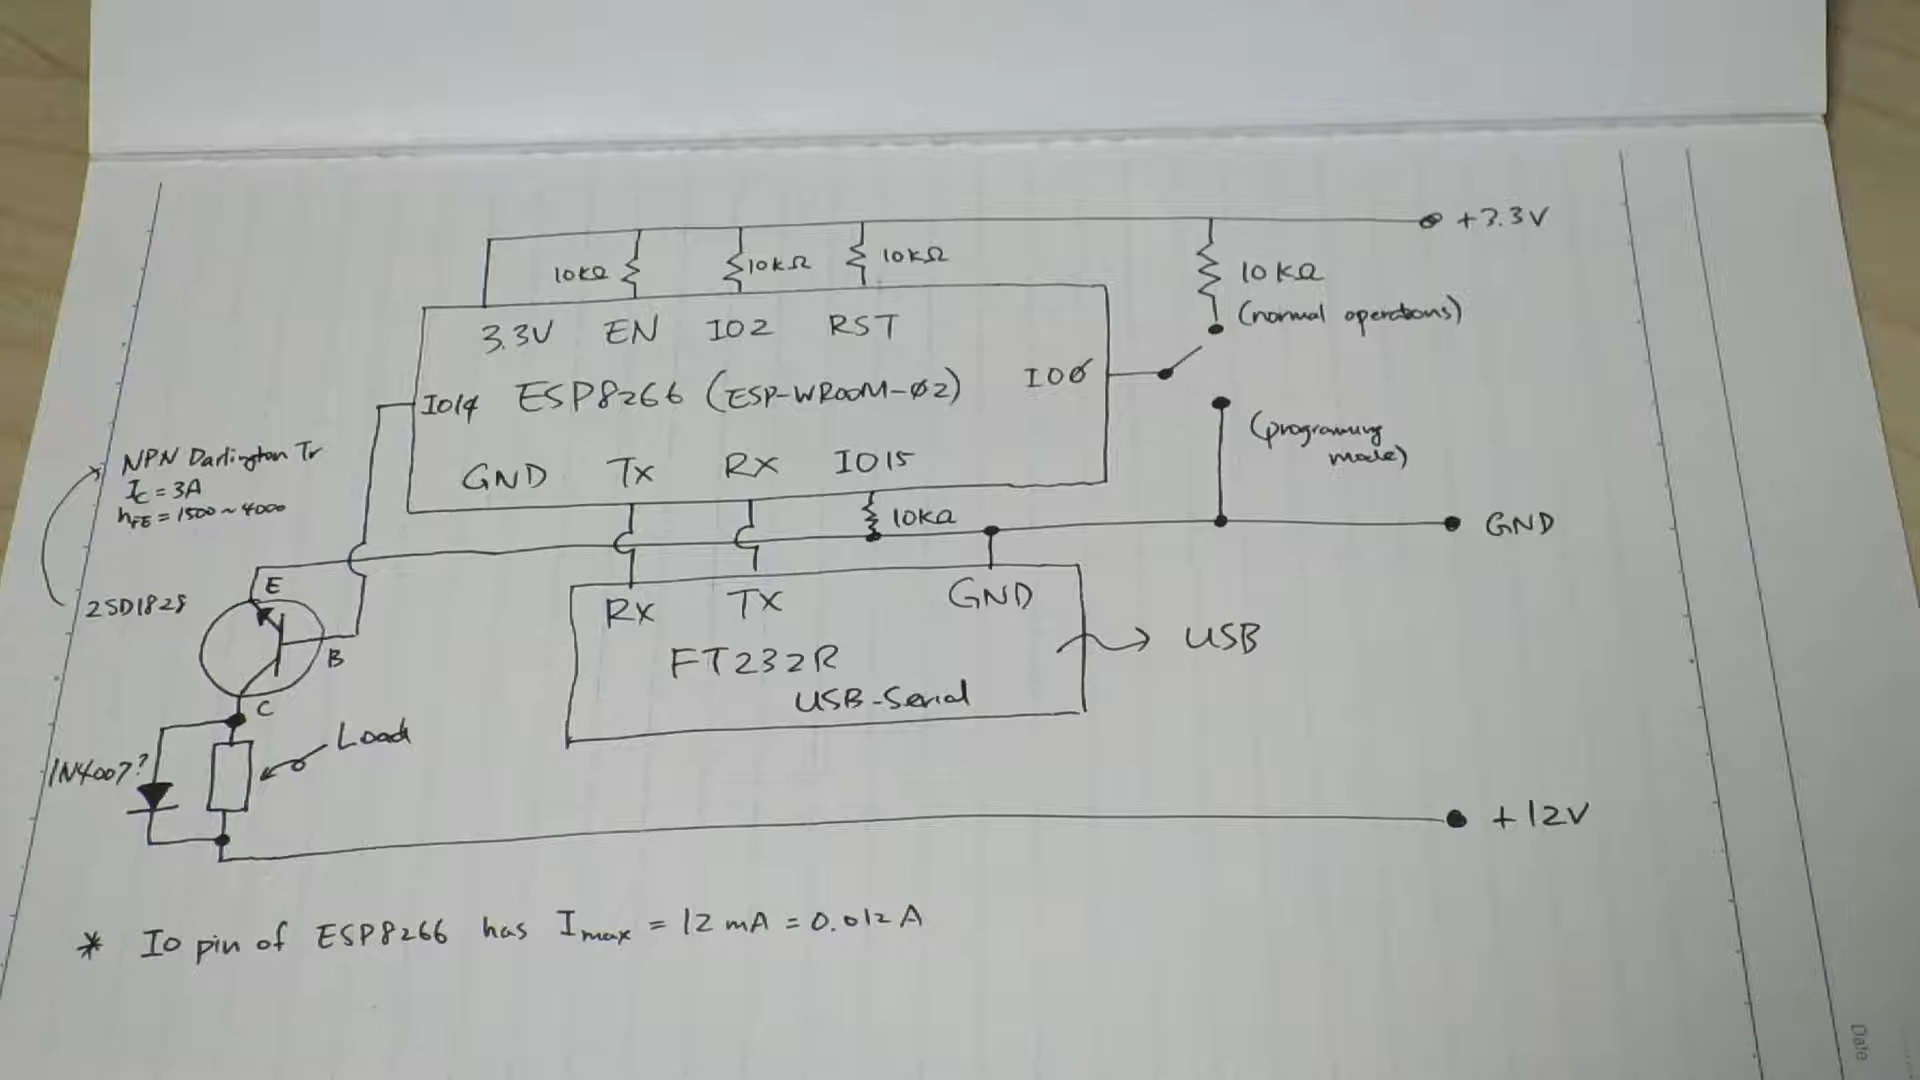 +3.3V
10kΩ
10kΩ
10kΩ
10kΩ
(normal operations)
3.3V EN IO2 RST
IO0
IO14 ESP8266 (ESP-WROOM-02)
(programing
mode)
GND Tx RX IO15
10kΩ
GND
NPN Darlington Tr
Ic = 3A
hFE = 1500 ~ 4000
2SD1828
E
B
C
RX TX GND
FT232R
USB-Serial
USB
Load
1N4007?
+12V
* IO pin of ESP8266 has Imax = 12 mA = 0.012 A
Date